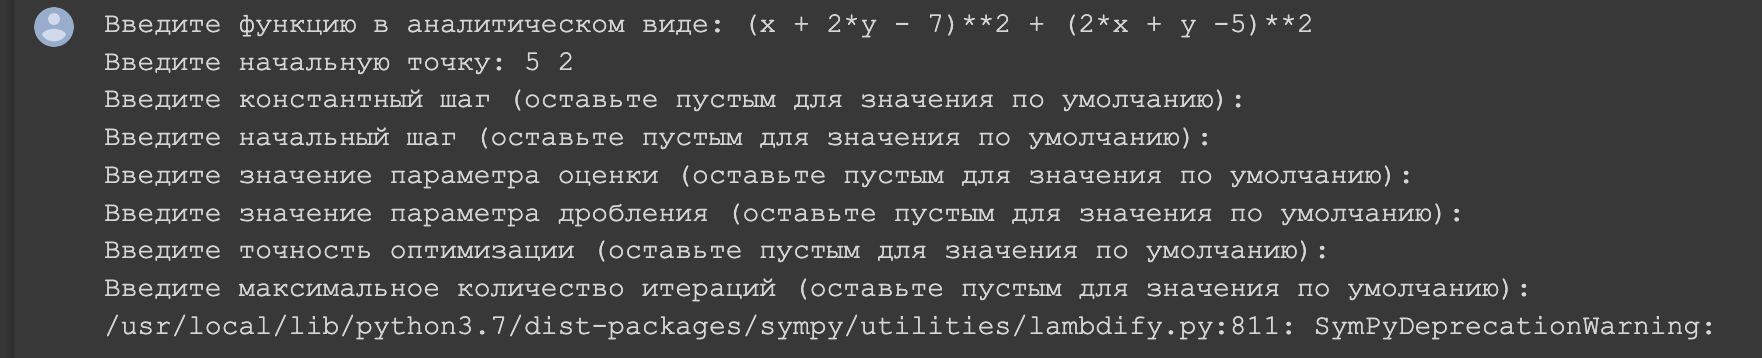 Введите функцию в аналитическом виде: (x + 2*y - 7)**2 + (2*x + y -5)**2
Введите начальную точку: 5 2
Введите константный шаг (оставьте пустым для значения по умолчанию):
Введите начальный шаг (оставьте пустым для значения по умолчанию):
Введите значение параметра оценки (оставьте пустым для значения по умолчанию):
Введите значение параметра дробления (оставьте пустым для значения по умолчанию):
Введите точность оптимизации (оставьте пустым для значения по умолчанию):
Введите максимальное количество итераций (оставьте пустым для значения по умолчанию):
/usr/local/lib/python3.7/dist-packages/sympy/utilities/lambdify.py:811: SymPyDeprecationWarning: